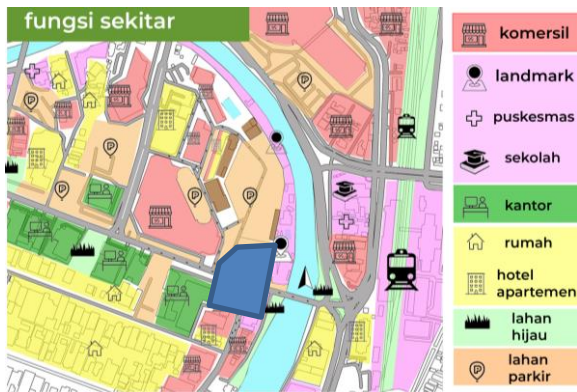 fungsi sekitar
komersil
landmark
puskesmas
sekolah
kantor
rumah
hotel
apartemen
lahan
hijau
lahan
parkir